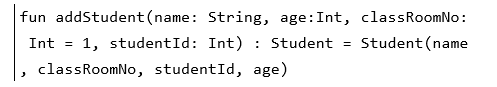 fun addStudent(name: String, age:Int, classRoomNo:
Int = 1, studentId: Int) : Student = Student(name
, classRoomNo, studentId, age)